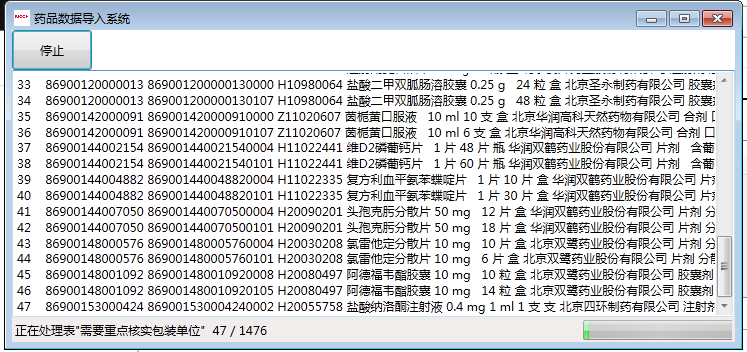 药品数据导入系统
停止
33 86900120000013 869001200000130000 H10980064 盐酸二甲双胍肠溶胶囊 0.25 g 24 粒 盒 北京圣永制药有限公司 胶囊
34 86900120000013 869001200000130107 H10980064 盐酸二甲双胍肠溶胶囊 0.25 g 48 粒 盒 北京圣永制药有限公司 胶囊
35 86900142000091 869001420000910000 Z11020607 茵栀黄口服液 10 ml 10 支 盒 北京华润高科天然药物有限公司 合剂 口
36 86900142000091 869001420000910107 Z11020607 茵栀黄口服液 10 ml 6 支 盒 北京华润高科天然药物有限公司 合剂 口
37 86900144002154 869001440021540004 H11022441 维D2磷葡钙片 1 片 48 片 瓶 华润双鹤药业股份有限公司 片剂 含葡
38 86900144002154 869001440021540101 H11022441 维D2磷葡钙片 1 片 60 片 瓶 华润双鹤药业股份有限公司 片剂 含葡
39 86900144004882 869001440048820004 H11022335 复方利血平氨苯蝶啶片 1 片 10 片 盒 华润双鹤药业股份有限公司 片剂
40 86900144004882 869001440048820101 H11022335 复方利血平氨苯蝶啶片 1 片 30 片 盒 华润双鹤药业股份有限公司 片剂
41 86900144007050 869001440070500004 H20090201 头孢克肟分散片 50 mg 12 片 盒 华润双鹤药业股份有限公司 片剂 分
42 86900144007050 869001440070500101 H20090201 头孢克肟分散片 50 mg 18 片 盒 华润双鹤药业股份有限公司 片剂 分
43 86900148000576 869001480005760004 H20030208 氯雷他定分散片 10 mg 10 片 盒 北京双鹭药业股份有限公司 片剂 分散
44 86900148000576 869001480005760101 H20030208 氯雷他定分散片 10 mg 6 片 盒 北京双鹭药业股份有限公司 片剂 分散
45 86900148001092 869001480010920008 H20080497 阿德福韦酯胶囊 10 mg 10 粒 盒 北京双鹭药业股份有限公司 胶囊剂
46 86900148001092 869001480010920105 H20080497 阿德福韦酯胶囊 10 mg 14 粒 盒 北京双鹭药业股份有限公司 胶囊剂
47 86900153000424 869001530004240002 H20055758 盐酸纳洛酮注射液 0.4 mg 1 ml 1 支 支 北京四环制药有限公司 注射剂
正在处理表"需要重点核实包装单位" 47 / 1476